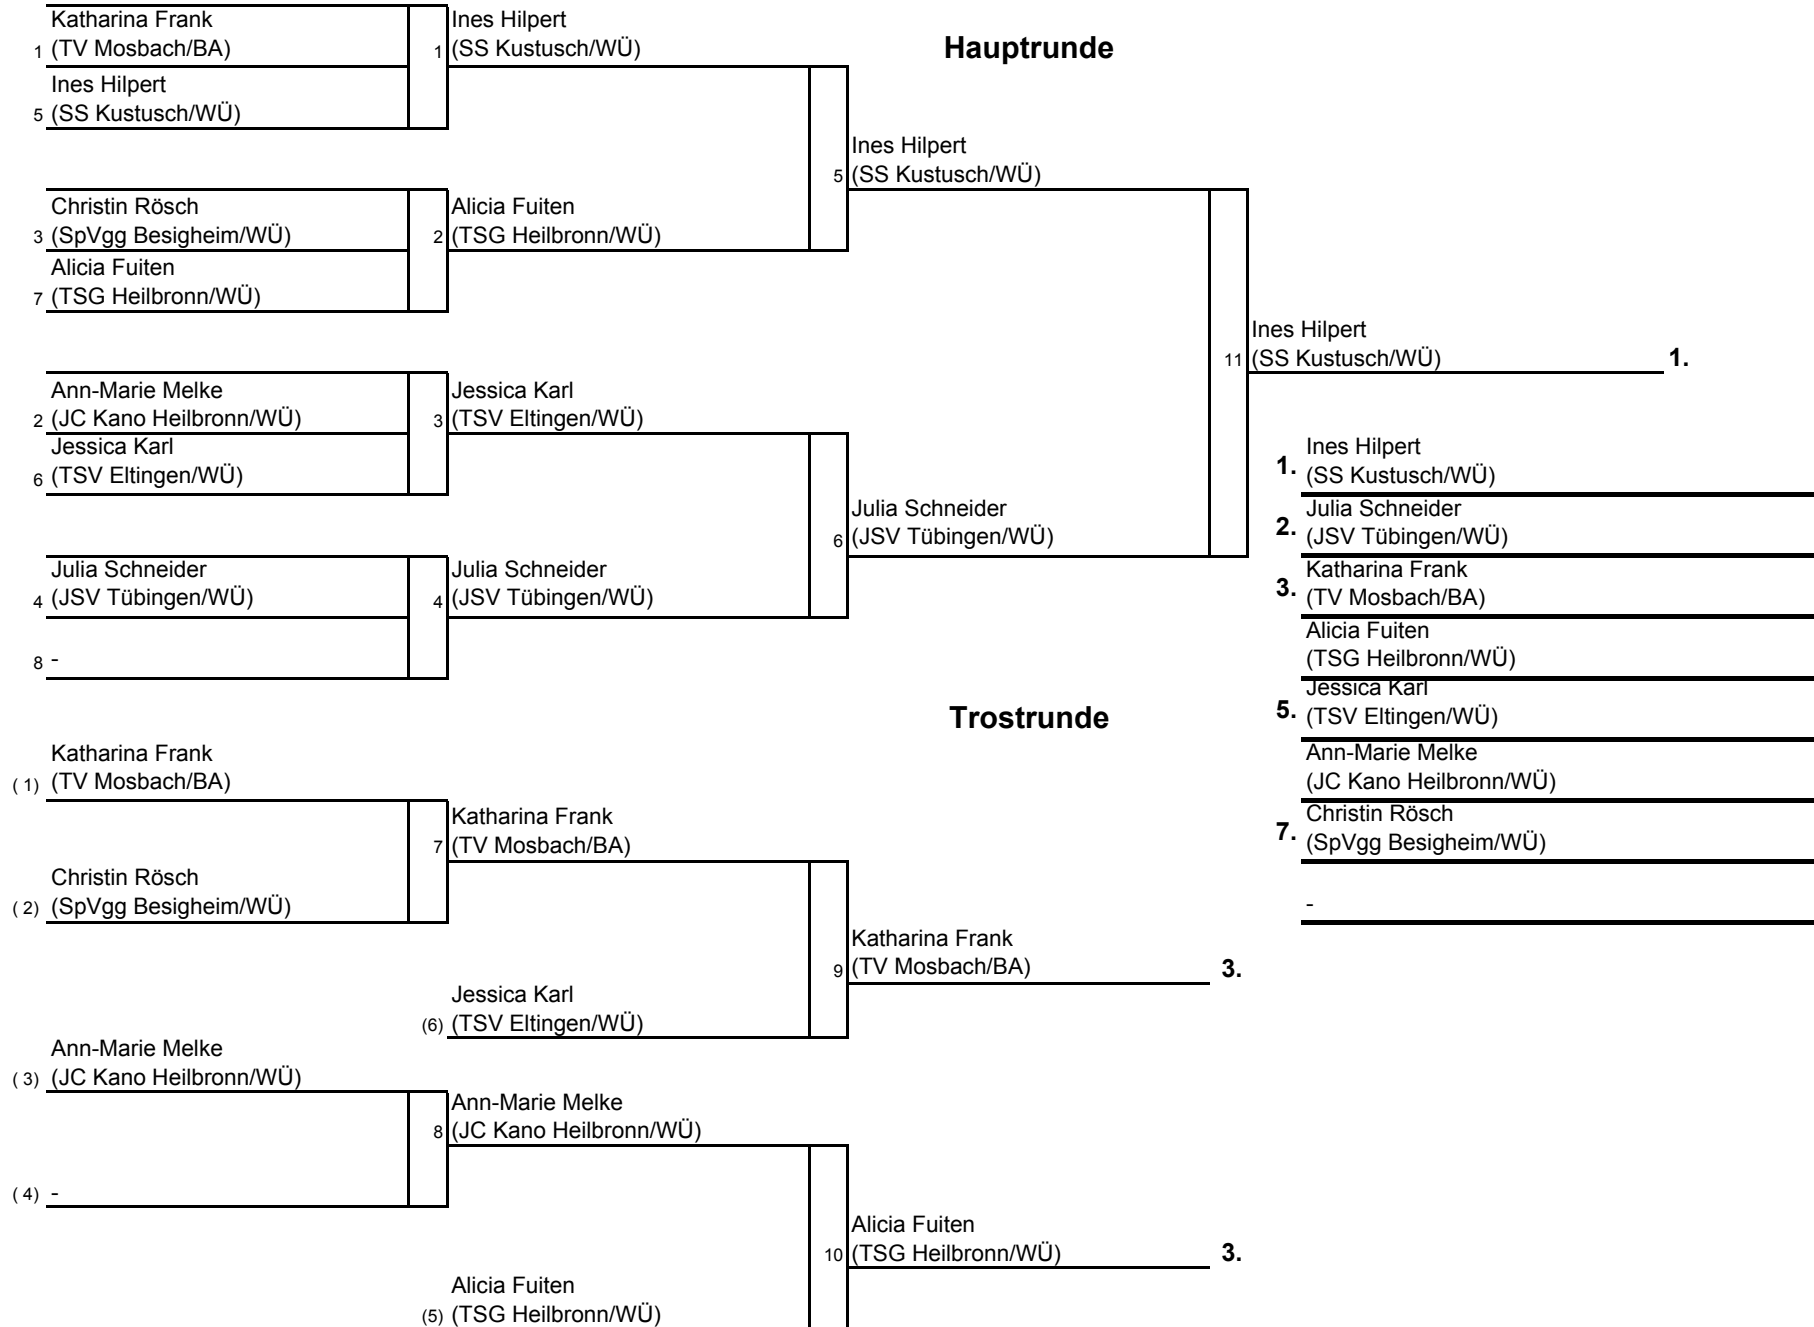 Katharina Frank
1 (TV Mosbach/BA)
Ines Hilpert
5 (SS Kustusch/WÜ)
Christin Rösch
3 (SpVgg Besigheim/WÜ)
Alicia Fuiten
7 (TSG Heilbronn/WÜ)
Ann-Marie Melke
2 (JC Kano Heilbronn/WÜ)
Jessica Karl
6 (TSV Eltingen/WÜ)
Julia Schneider
4 (JSV Tübingen/WÜ)
8 -
Ines Hilpert
1 (SS Kustusch/WÜ)
Alicia Fuiten
2 (TSG Heilbronn/WÜ)
Jessica Karl
3 (TSV Eltingen/WÜ)
Julia Schneider
4 (JSV Tübingen/WÜ)
Hauptrunde
Ines Hilpert
5 (SS Kustusch/WÜ)
Julia Schneider
6 (JSV Tübingen/WÜ)
Ines Hilpert
11 (SS Kustusch/WÜ) 1.
Ines Hilpert
1. (SS Kustusch/WÜ)
Julia Schneider
2. (JSV Tübingen/WÜ)
Katharina Frank
3. (TV Mosbach/BA)
Alicia Fuiten
(TSG Heilbronn/WÜ)
Jessica Karl
5. (TSV Eltingen/WÜ)
Ann-Marie Melke
(JC Kano Heilbronn/WÜ)
Christin Rösch
7. (SpVgg Besigheim/WÜ)
-
Trostrunde
Katharina Frank
( 1) (TV Mosbach/BA)
Christin Rösch
( 2) (SpVgg Besigheim/WÜ)
Ann-Marie Melke
( 3) (JC Kano Heilbronn/WÜ)
( 4) -
Katharina Frank
7 (TV Mosbach/BA)
Jessica Karl
(6) (TSV Eltingen/WÜ)
Ann-Marie Melke
8 (JC Kano Heilbronn/WÜ)
Alicia Fuiten
(5) (TSG Heilbronn/WÜ)
Katharina Frank
9 (TV Mosbach/BA) 3.
Alicia Fuiten
10 (TSG Heilbronn/WÜ) 3.